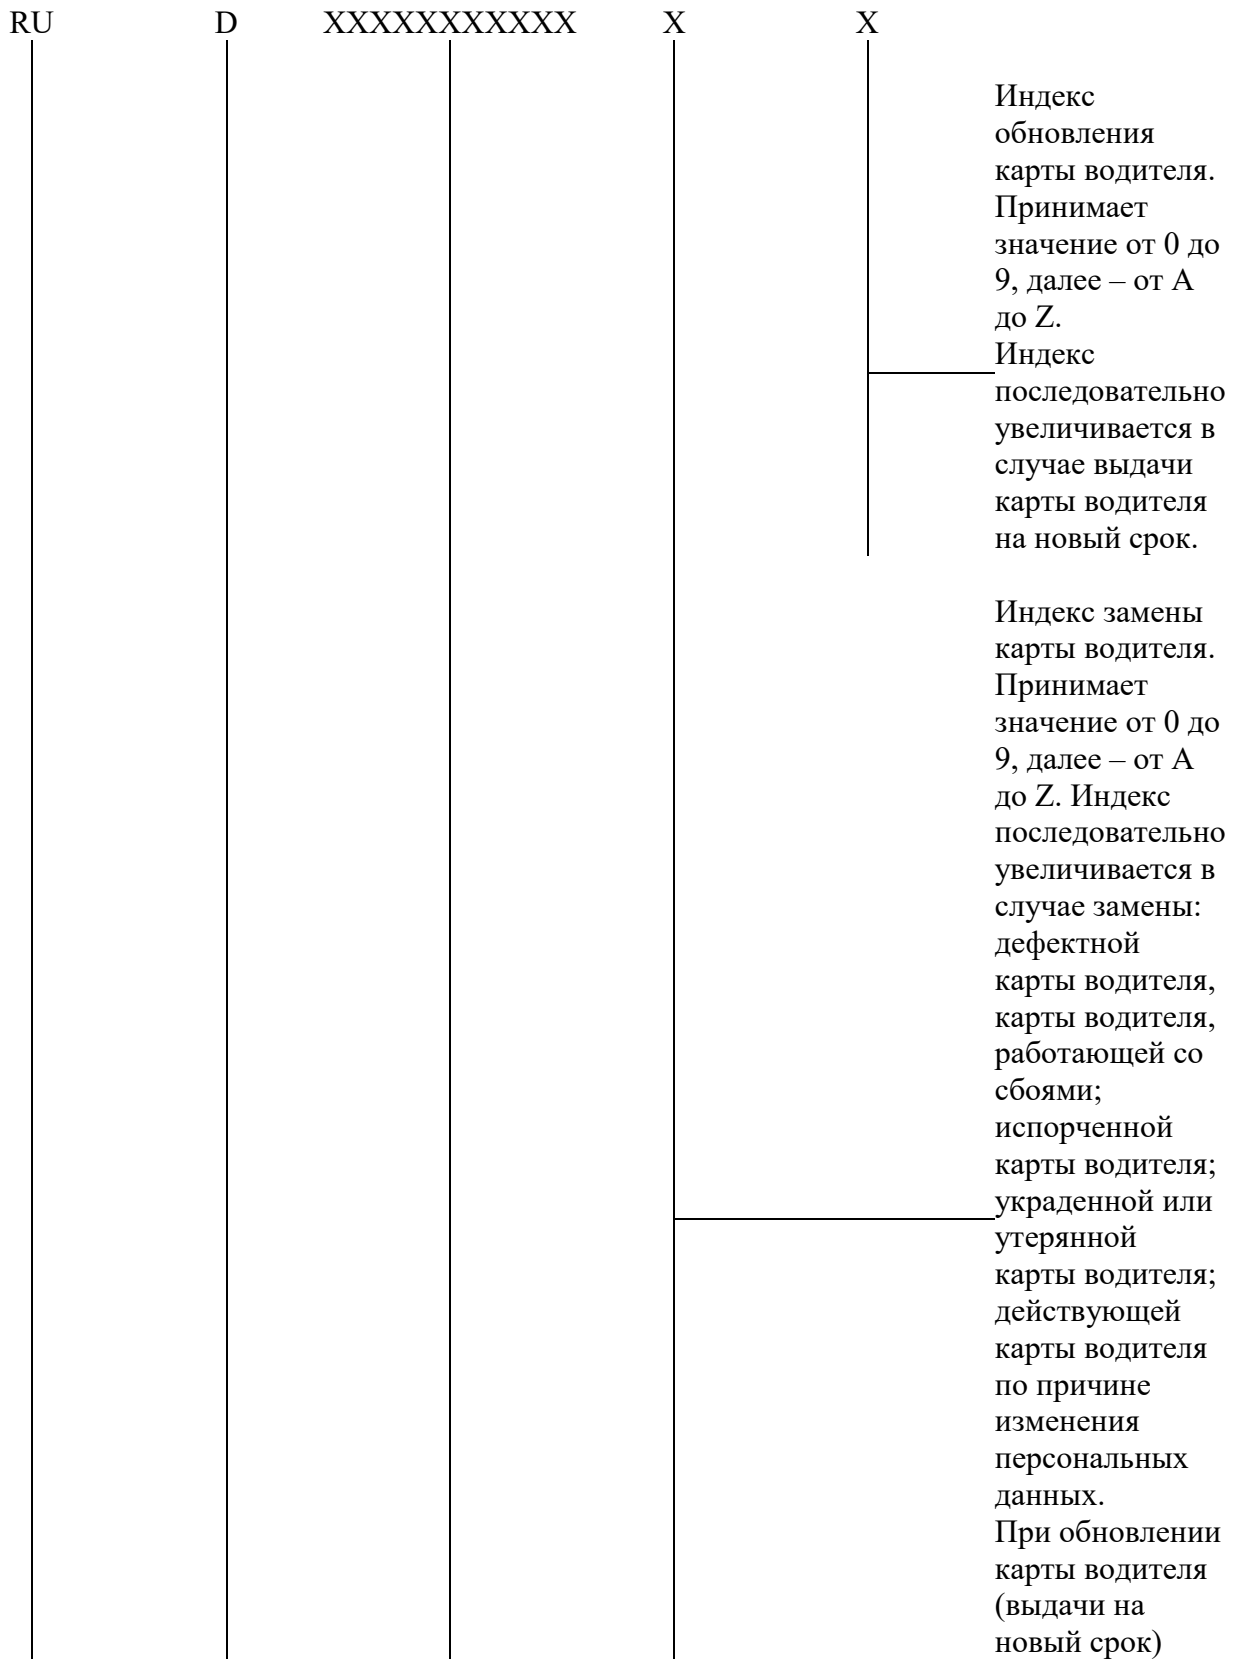 RU D XXXXXXXXXXX X X
Индекс
обновления
карты водителя.
Принимает
значение от 0 до
9, далее – от A
до Z.
Индекс
последовательно
увеличивается в
случае выдачи
карты водителя
на новый срок.
Индекс замены
карты водителя.
Принимает
значение от 0 до
9, далее – от A
до Z. Индекс
последовательно
увеличивается в
случае замены:
дефектной
карты водителя,
карты водителя,
работающей со
сбоями;
испорченной
карты водителя;
украденной или
утерянной
карты водителя;
действующей
карты водителя
по причине
изменения
персональных
данных.
При обновлении
карты водителя
(выдачи на
новый срок)